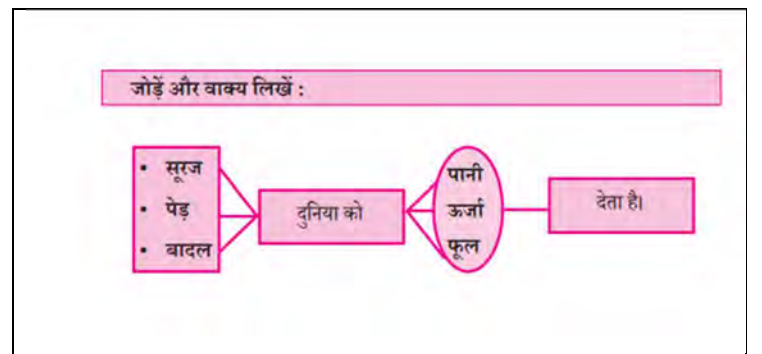 जोड़ें और वाक्य लिखें :
• सूरज
• पेड़
• बादल
दुनिया को
पानी
ऊर्जा
फूल
देता है।